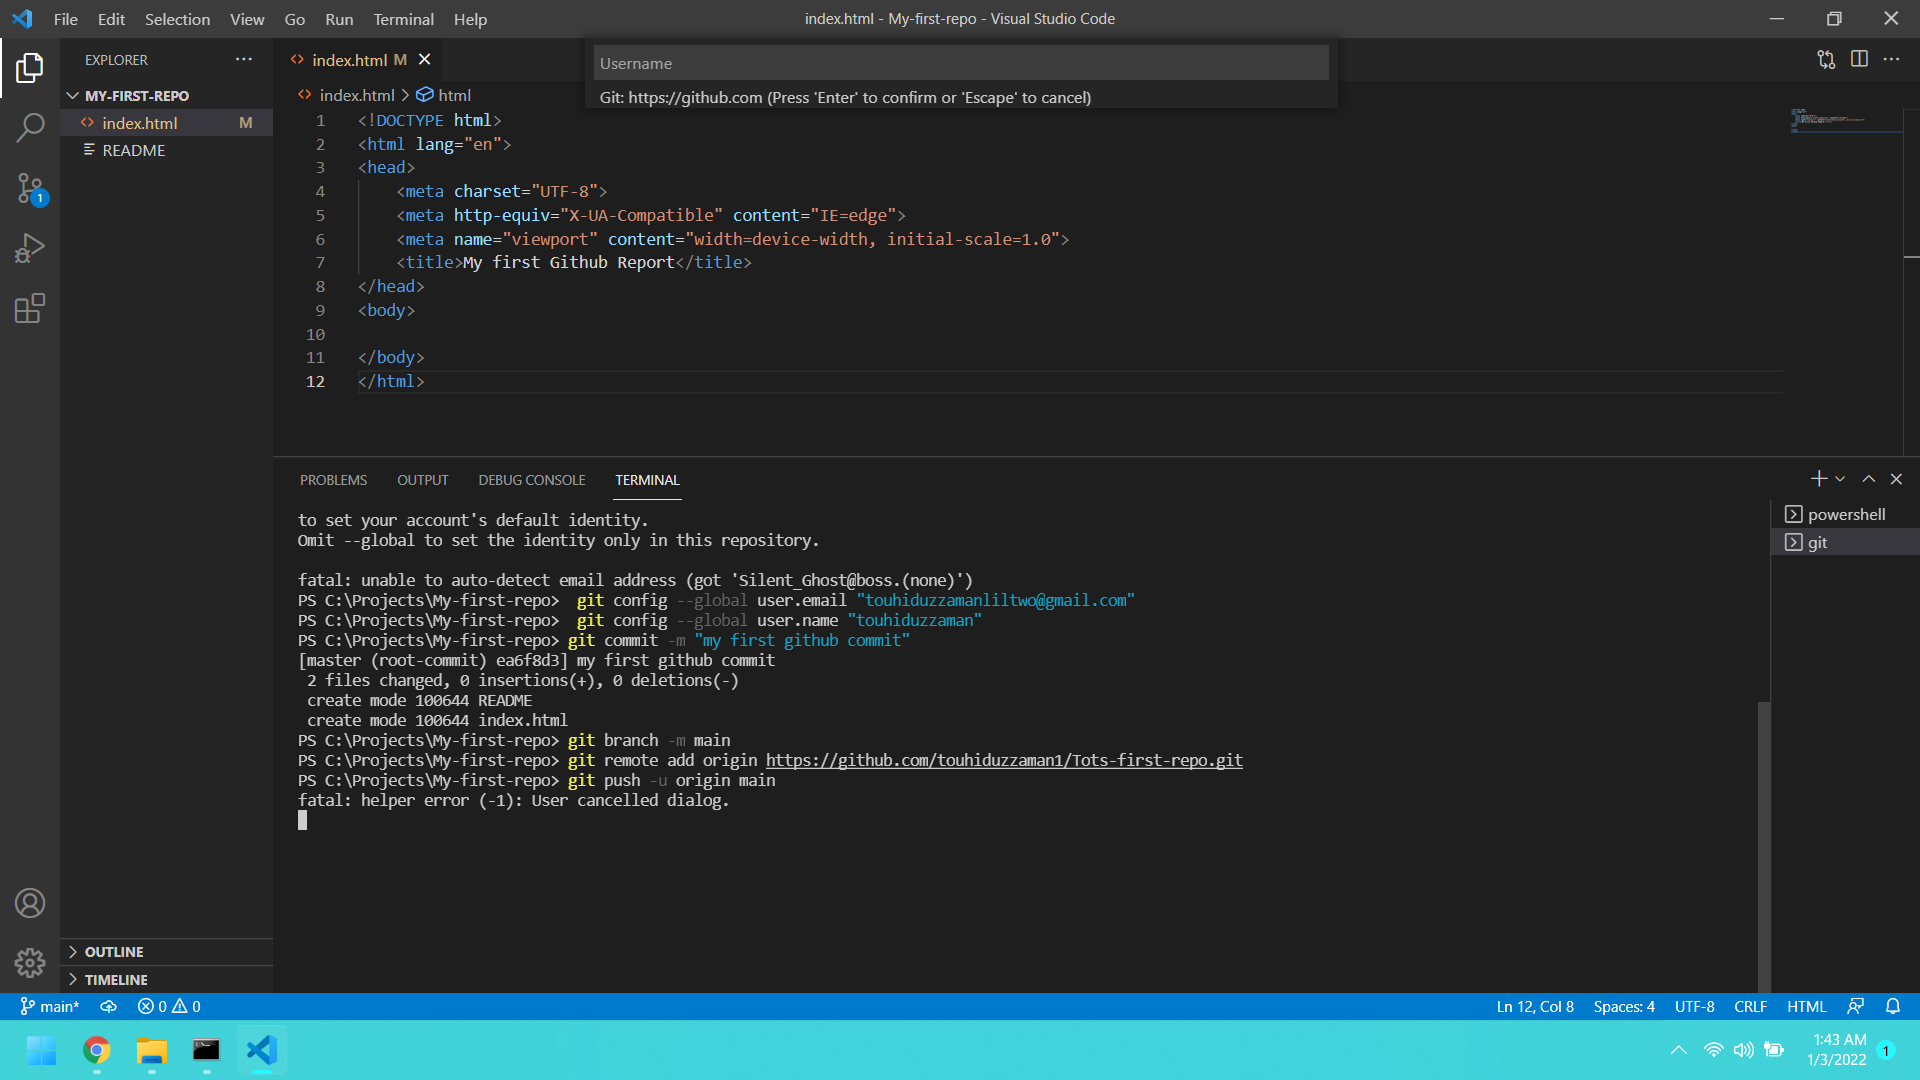 File Edit Selection View Go Run Terminal Help
index.html - My-first-repo - Visual Studio Code
EXPLORER
MY-FIRST-REPO
index.html M
README
index.html M
index.html > html
Username
Git: https://github.com (Press 'Enter' to confirm or 'Escape' to cancel)
1 <!DOCTYPE html>
2 <html lang="en">
3 <head>
4 <meta charset="UTF-8">
5 <meta http-equiv="X-UA-Compatible" content="IE=edge">
6 <meta name="viewport" content="width=device-width, initial-scale=1.0">
7 <title>My first Github Report</title>
8 </head>
9 <body>
10
11 </body>
12 </html>
1
PROBLEMS OUTPUT DEBUG CONSOLE TERMINAL
to set your account's default identity.
Omit --global to set the identity only in this repository.
fatal: unable to auto-detect email address (got 'Silent_Ghost@boss.(none)')
PS C:\Projects\My-first-repo>  git config --global user.email "touhiduzzamanliltwo@gmail.com"
PS C:\Projects\My-first-repo>  git config --global user.name "touhiduzzaman"
PS C:\Projects\My-first-repo> git commit -m "my first github commit"
[master (root-commit) ea6f8d3] my first github commit
2 files changed, 0 insertions(+), 0 deletions(-)
create mode 100644 README
create mode 100644 index.html
PS C:\Projects\My-first-repo> git branch -m main
PS C:\Projects\My-first-repo> git remote add origin https://github.com/touhiduzzaman1/Tots-first-repo.git
PS C:\Projects\My-first-repo> git push -u origin main
fatal: helper error (-1): User cancelled dialog.
powershell
git
OUTLINE
TIMELINE
main* 0 0
Ln 12, Col 8 Spaces: 4 UTF-8 CRLF HTML
1:43 AM
1/3/2022
1